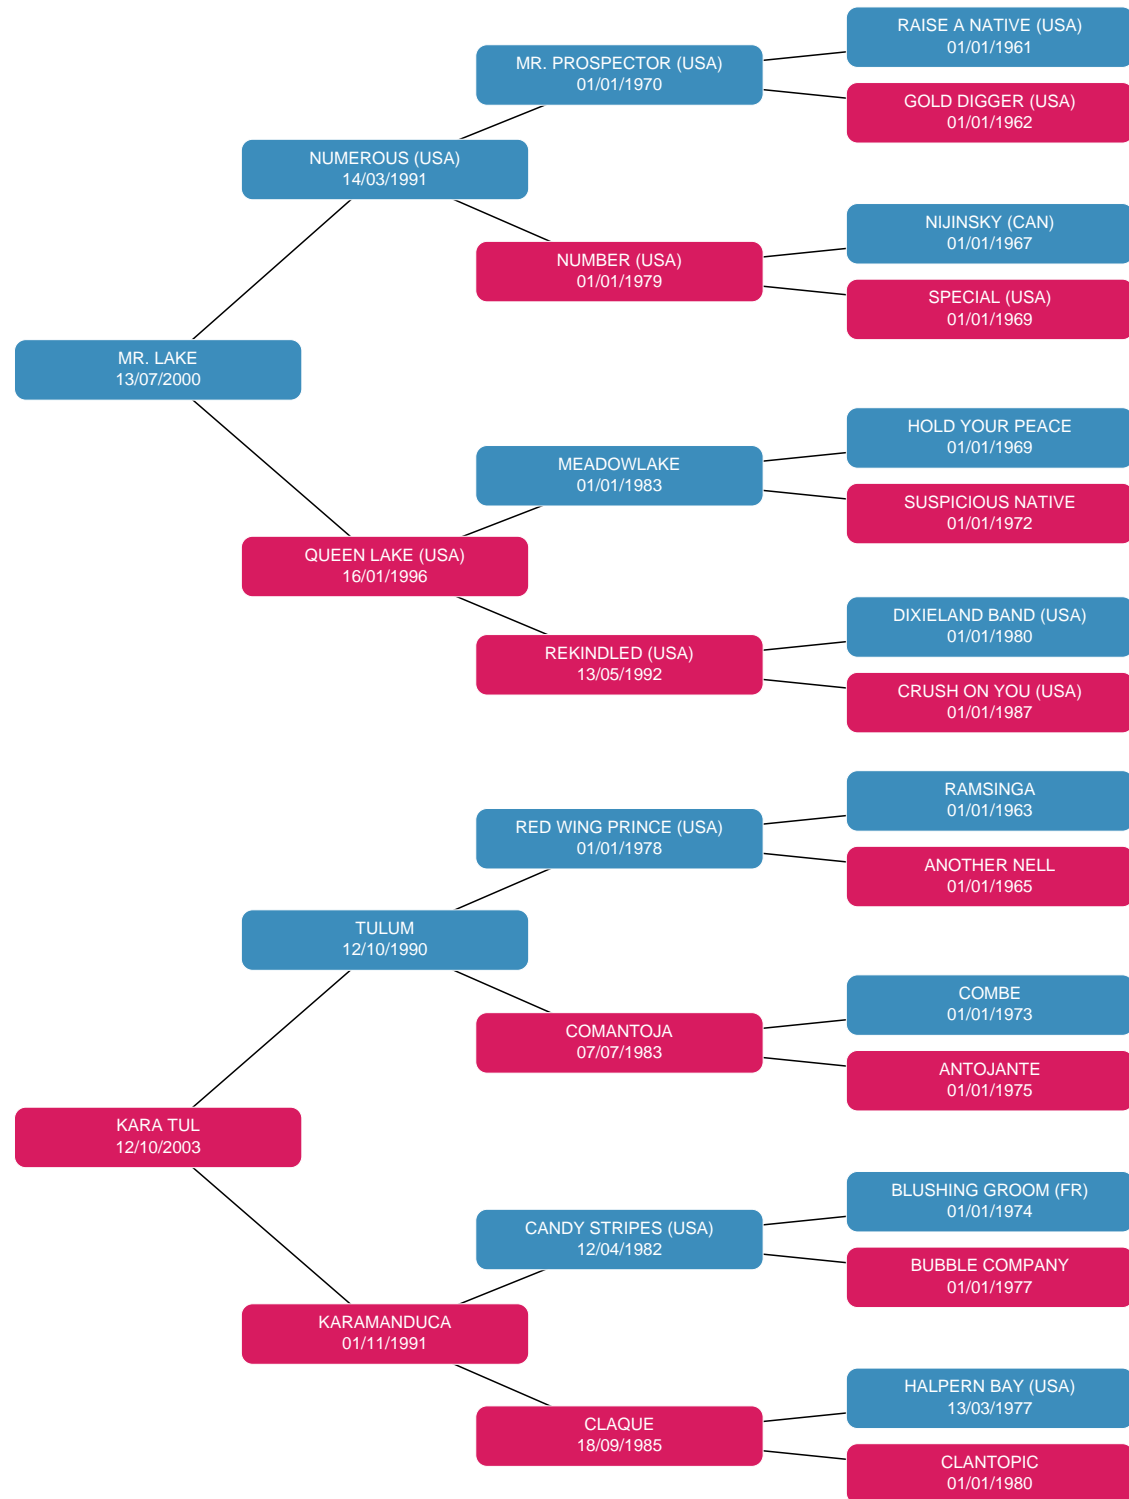 RAISE A NATIVE (USA)
01/01/1961
MR. PROSPECTOR (USA)
01/01/1970
GOLD DIGGER (USA)
01/01/1962
NUMEROUS (USA)
14/03/1991
NIJINSKY (CAN)
01/01/1967
NUMBER (USA)
01/01/1979
SPECIAL (USA)
01/01/1969
MR. LAKE
13/07/2000
HOLD YOUR PEACE
01/01/1969
MEADOWLAKE
01/01/1983
SUSPICIOUS NATIVE
01/01/1972
QUEEN LAKE (USA)
16/01/1996
DIXIELAND BAND (USA)
01/01/1980
REKINDLED (USA)
13/05/1992
CRUSH ON YOU (USA)
01/01/1987
RAMSINGA
01/01/1963
RED WING PRINCE (USA)
01/01/1978
ANOTHER NELL
01/01/1965
TULUM
12/10/1990
COMBE
01/01/1973
COMANTOJA
07/07/1983
ANTOJANTE
01/01/1975
KARA TUL
12/10/2003
BLUSHING GROOM (FR)
01/01/1974
CANDY STRIPES (USA)
12/04/1982
BUBBLE COMPANY
01/01/1977
KARAMANDUCA
01/11/1991
HALPERN BAY (USA)
13/03/1977
CLAQUE
18/09/1985
CLANTOPIC
01/01/1980